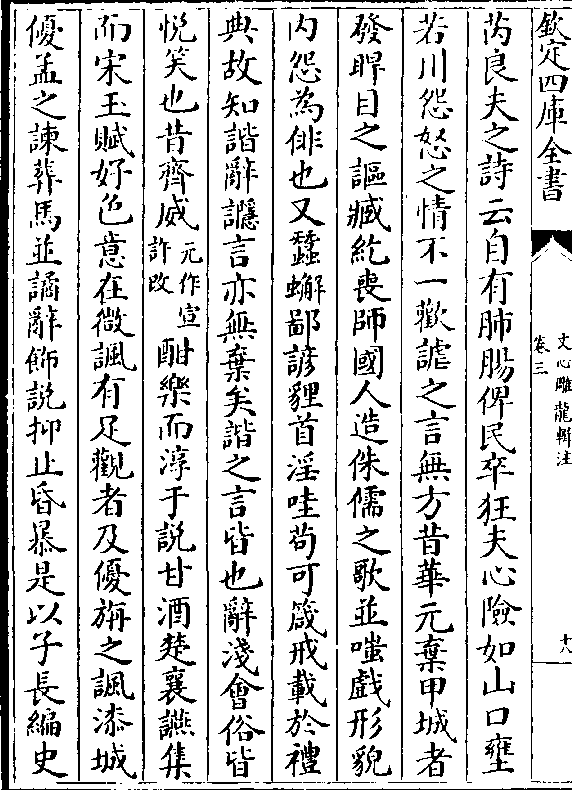 欽定四庫全書
文心雕龍輯注
卷三
十八
芮良夫之詩云自有肺腸俾民卒狂夫心險如山口壅
若川怨怒之情不一歡謔之言無方昔華元棄甲城者
發睅目之謳臧紇喪師國人造侏儒之歌並嗤戲形貌
内怨為俳也又蠶蠏鄙諺貍首淫哇苟可箴戒載於禮
典故知諧辭讔言亦無棄矣諧之言皆也辭淺會俗皆
悦笑也昔齊威元作宣許改酣樂而淳于說甘酒楚襄讌集
而宋玉賦好色意在微諷有足觀者及優旃之諷漆城
優孟之諫葬馬並譎辭飾說抑止昏暴是以子長編史